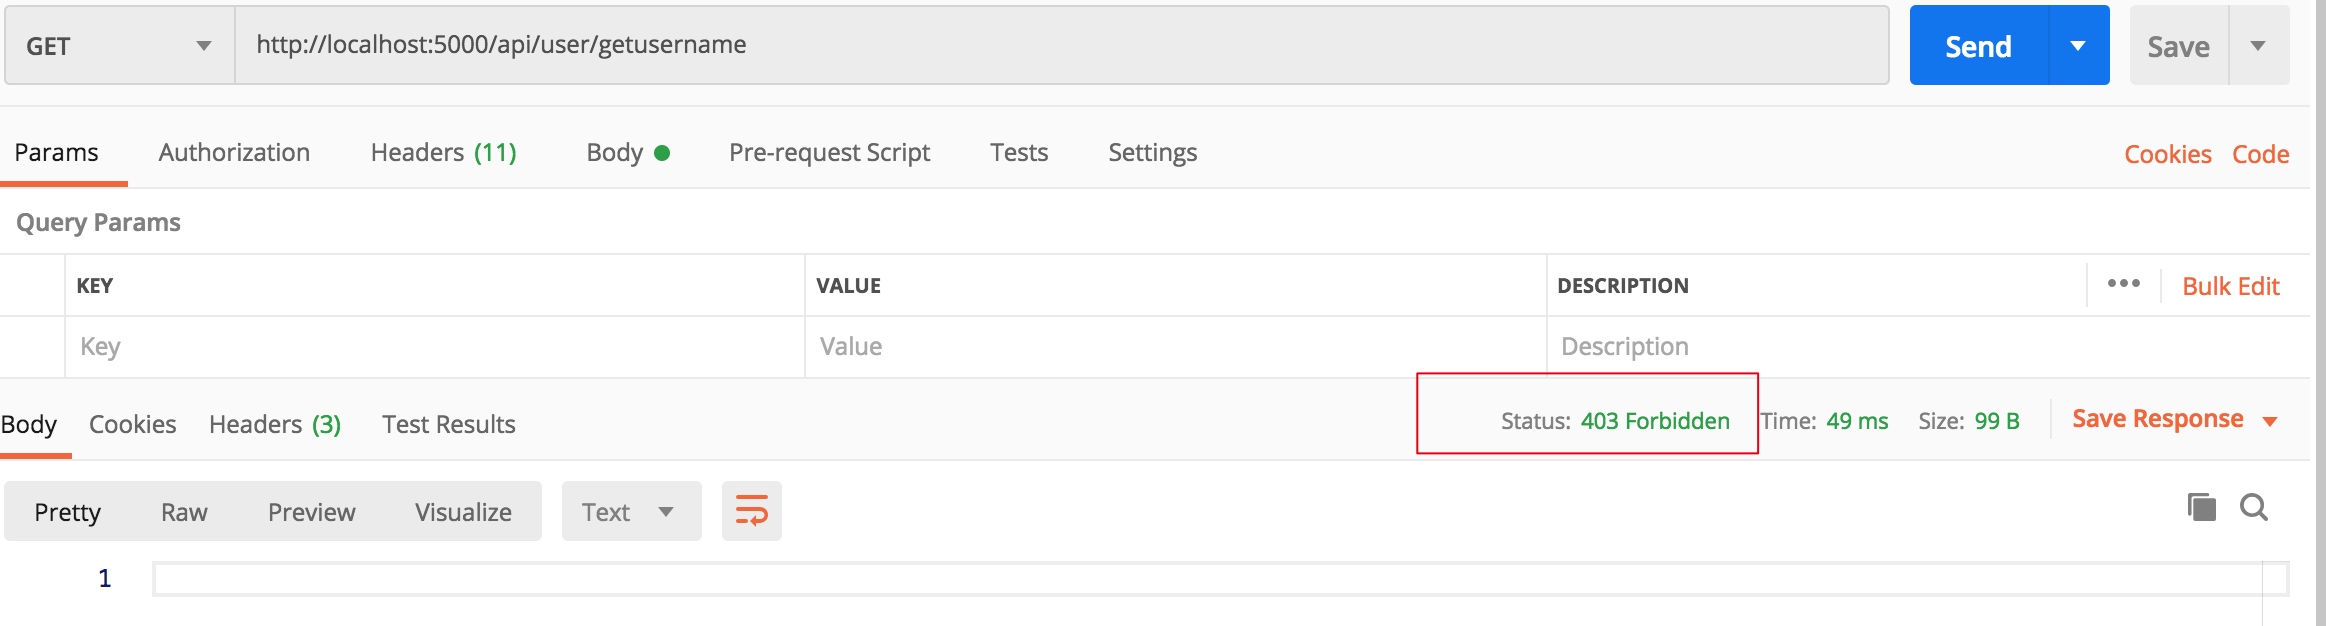 GET http://localhost:5000/api/user/getusername Send Save
Params Authorization Headers (11) Body Pre-request Script Tests Settings Cookies Code
Query Params
KEY VALUE DESCRIPTION ••• Bulk Edit
Key Value Description
Body Cookies Headers (3) Test Results Status: 403 Forbidden Time: 49 ms Size: 99 B Save Response
Pretty Raw Preview Visualize Text
1